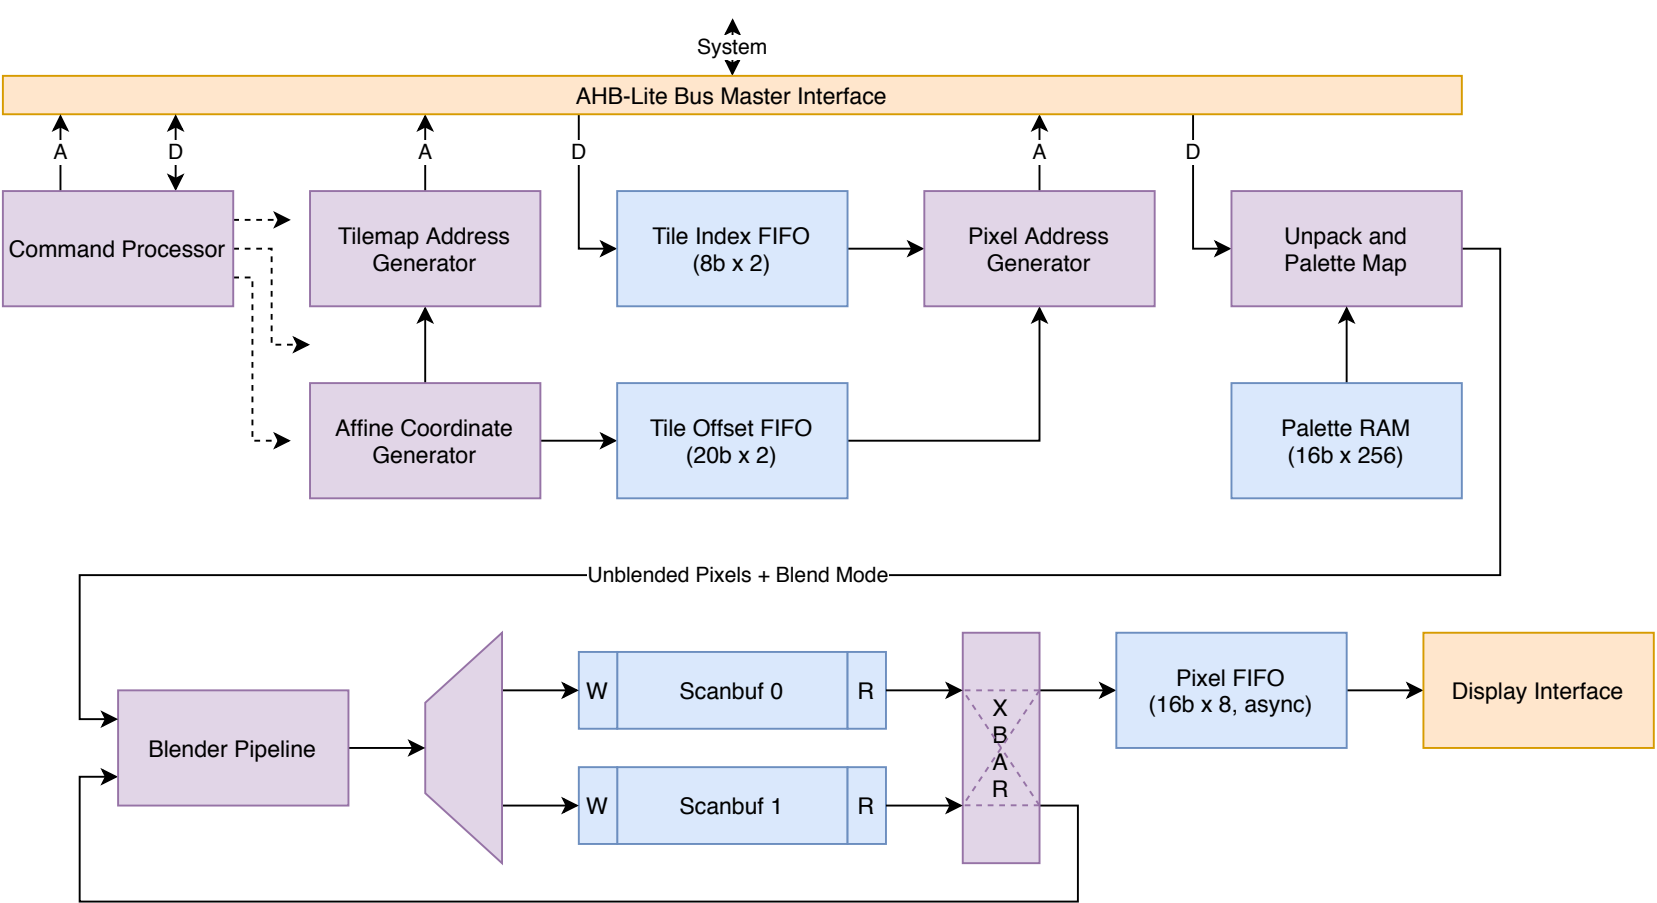 System
AHB-Lite Bus Master Interface
A
D
A
D
A
D
Command Processor
Tilemap Address
Generator
Tile Index FIFO
(8b x 2)
Pixel Address
Generator
Unpack and
Palette Map
Affine Coordinate
Generator
Tile Offset FIFO
(20b x 2)
Palette RAM
(16b x 256)
Unblended Pixels + Blend Mode
Blender Pipeline
W
Scanbuf 0
R
W
Scanbuf 1
R
X
B
A
R
Pixel FIFO
(16b x 8, async)
Display Interface